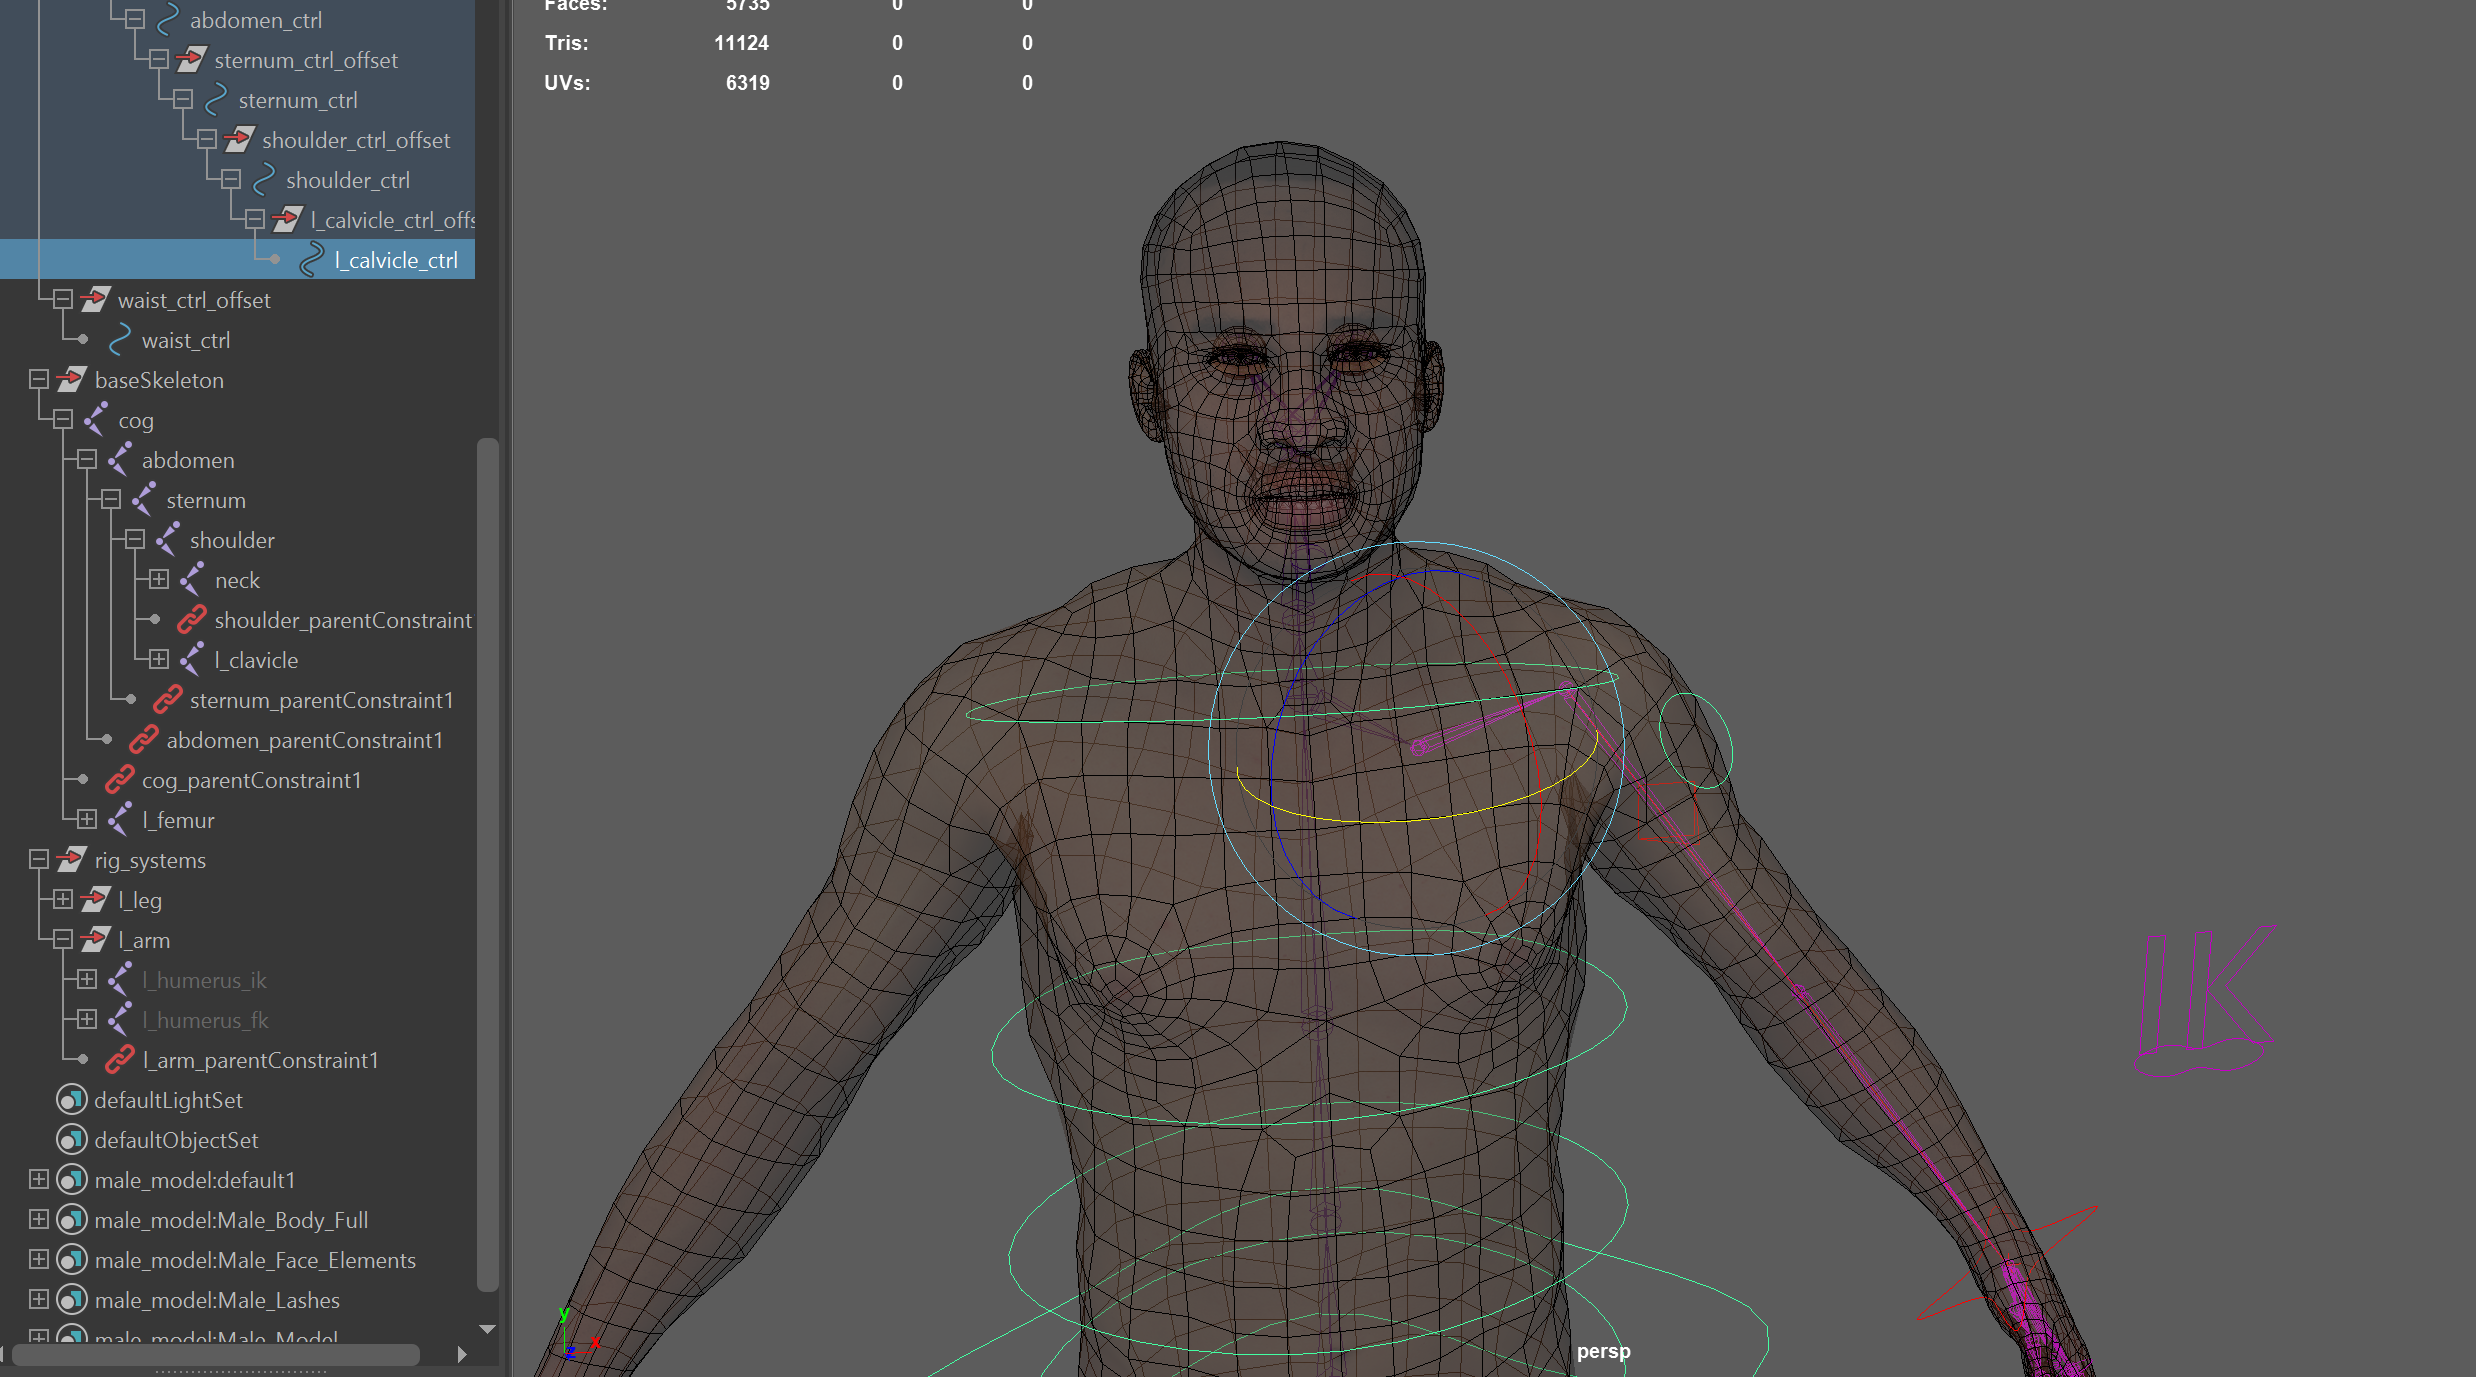 abdomen_ctrl
sternum_ctrl_offset
sternum_ctrl
shoulder_ctrl_offset
shoulder_ctrl
l_calvicle_ctrl_offs
l_calvicle_ctrl
waist_ctrl_offset
waist_ctrl
baseSkeleton
cog
abdomen
sternum
shoulder
neck
shoulder_parentConstraint
l_clavicle
sternum_parentConstraint1
abdomen_parentConstraint1
cog_parentConstraint1
l_femur
rig_systems
l_leg
l_arm
l_humerus_ik
l_humerus_fk
l_arm_parentConstraint1
defaultLightSet
defaultObjectSet
male_model:default1
male_model:Male_Body_Full
male_model:Male_Face_Elements
male_model:Male_Lashes
male_model:Male_Model
Faces: 5735 0 0
Tris: 11124 0 0
UVs: 6319 0 0
y
x
z
persp